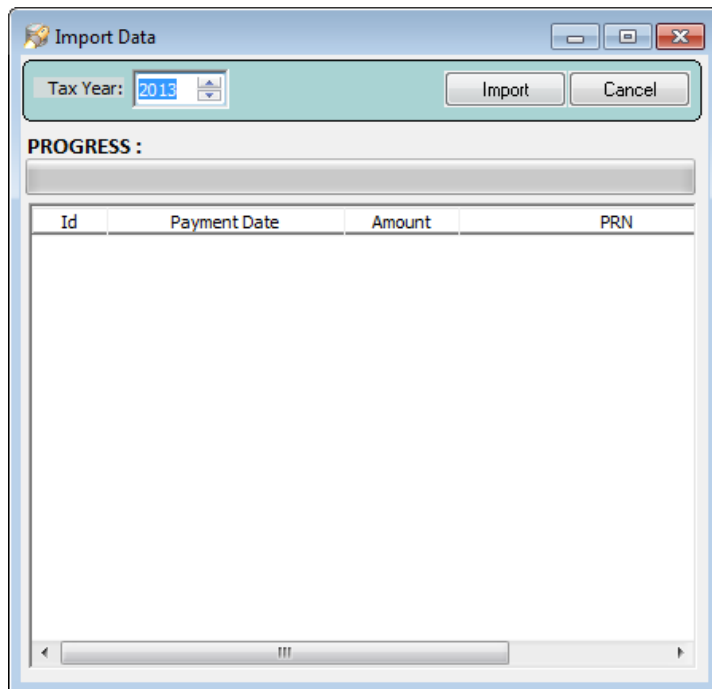 Import Data
Tax Year: 2013 Import Cancel
PROGRESS :
Id Payment Date Amount PRN